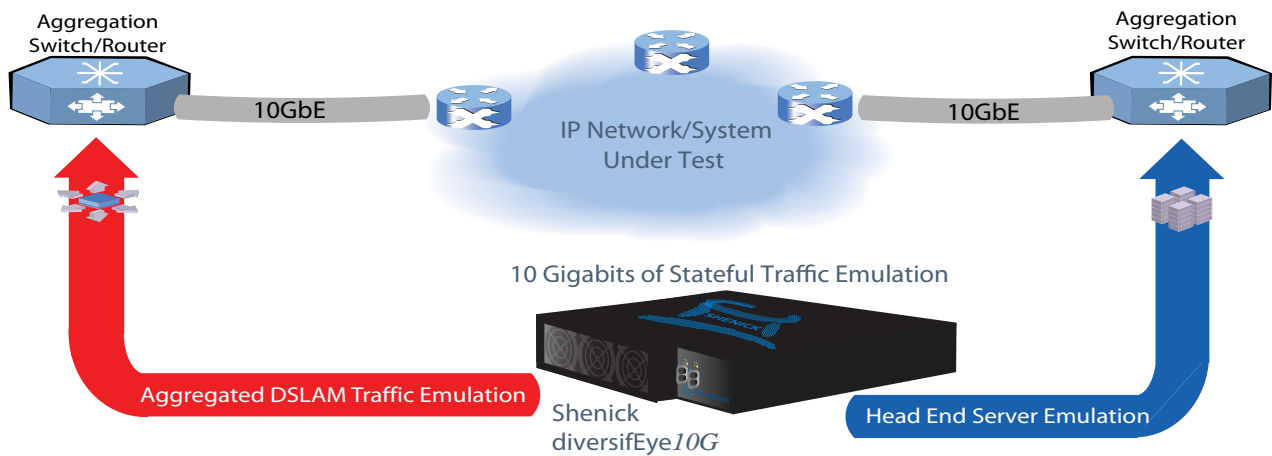 Aggregation
Switch/Router
Aggregation
Switch/Router
10GbE
10GbE
IP Network/System
Under Test
10 Gigabits of Stateful Traffic Emulation
SHENICK
Aggregated DSLAM Traffic Emulation
Head End Server Emulation
Shenick
diversifEye10G